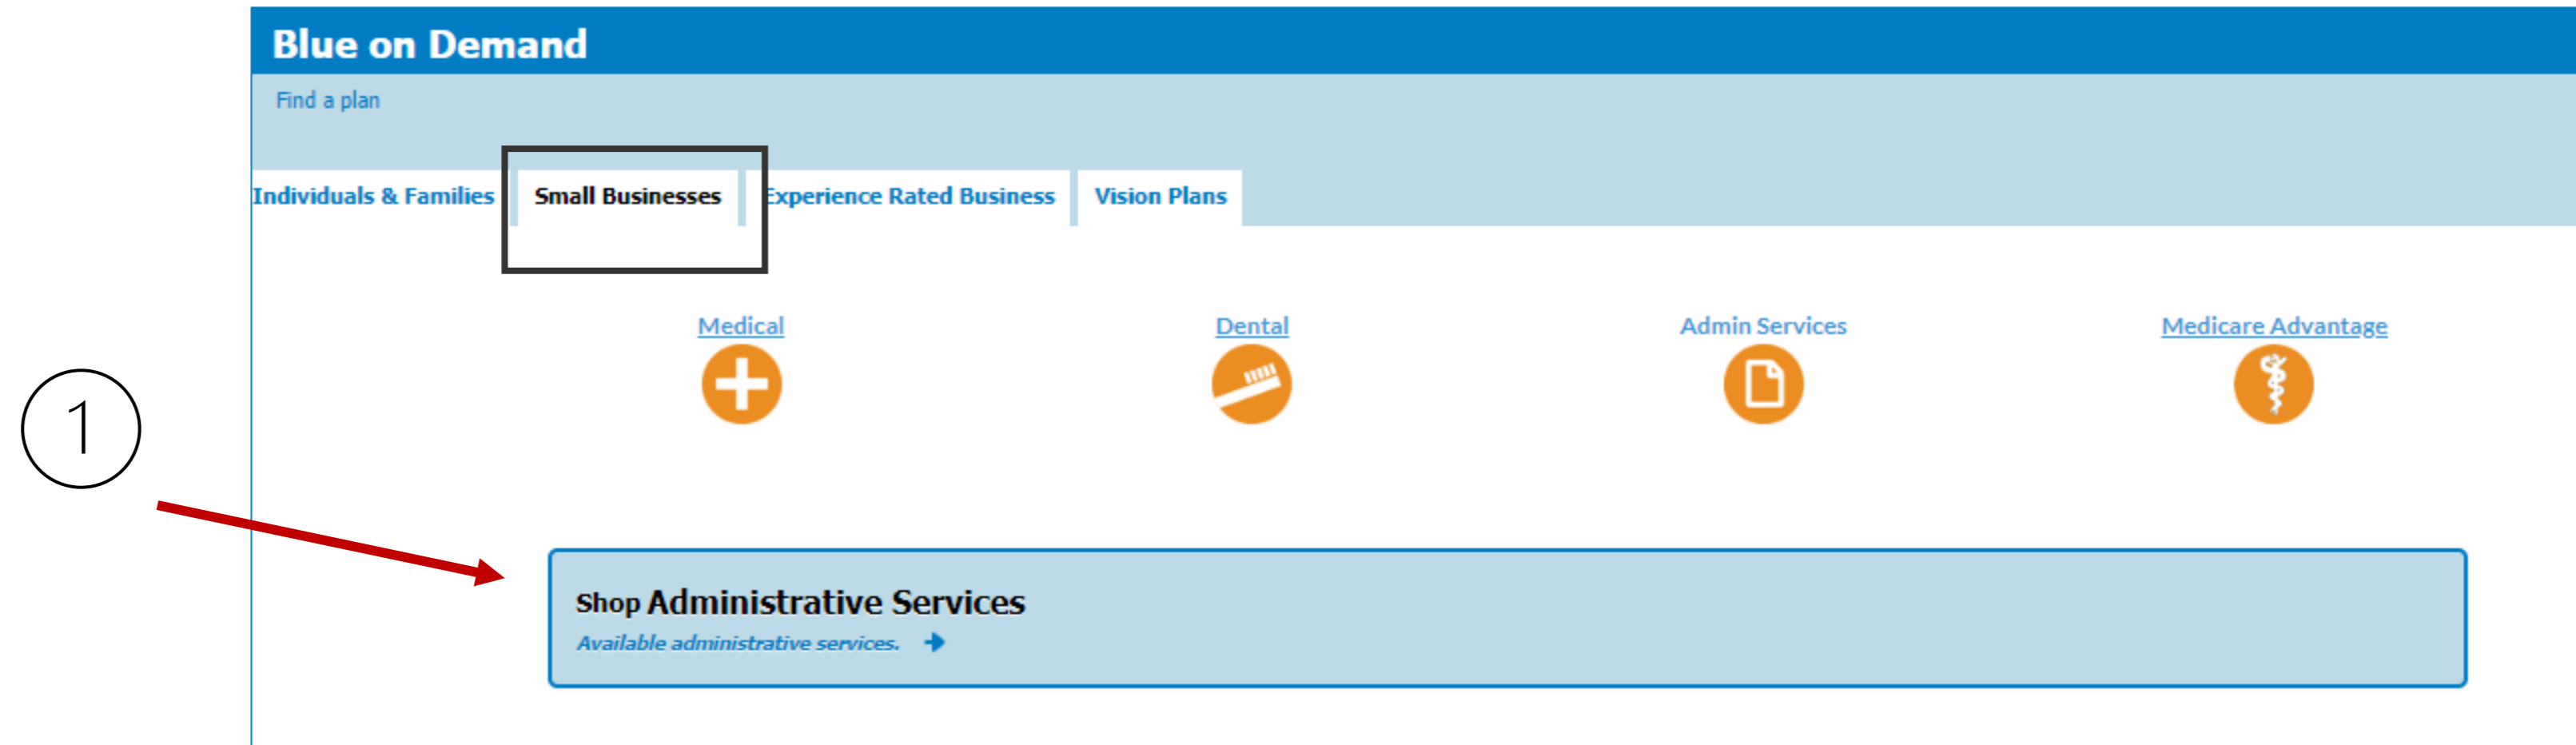 Blue on Demand
Find a plan
Individuals & Families Small Businesses Experience Rated Business Vision Plans
Medical Dental Admin Services Medicare Advantage
1
Shop Administrative Services
Available administrative services.